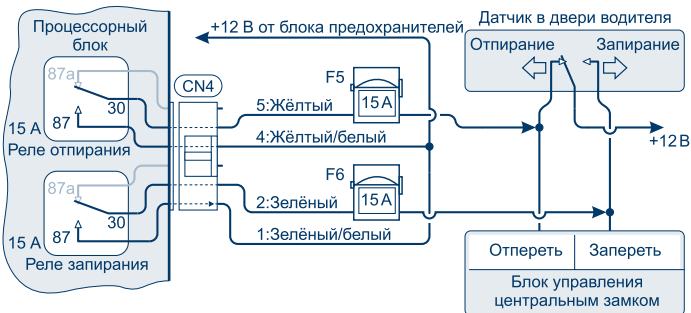 Процессорный
блок
87а
30
15 А
87
Реле отпирания
87а
30
15 А
87
Реле запирания
CN4
+12 В от блока предохранителей
F5
15 А
5:Жёлтый
4:Жёлтый/белый
F6
15 А
2:Зелёный
1:Зелёный/белый
Датчик в двери водителя
Отпирание
Запирание
+12 В
Отпереть
Запереть
Блок управления
центральным замком